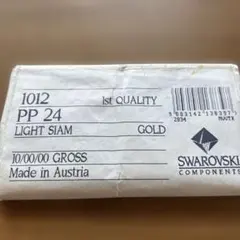 1012
1st QUALITY
PP 24
LIGHT SIAM
GOLD
10/00/00 GROSS
Made in Austria
SWAROVSKI
COMPONENTS